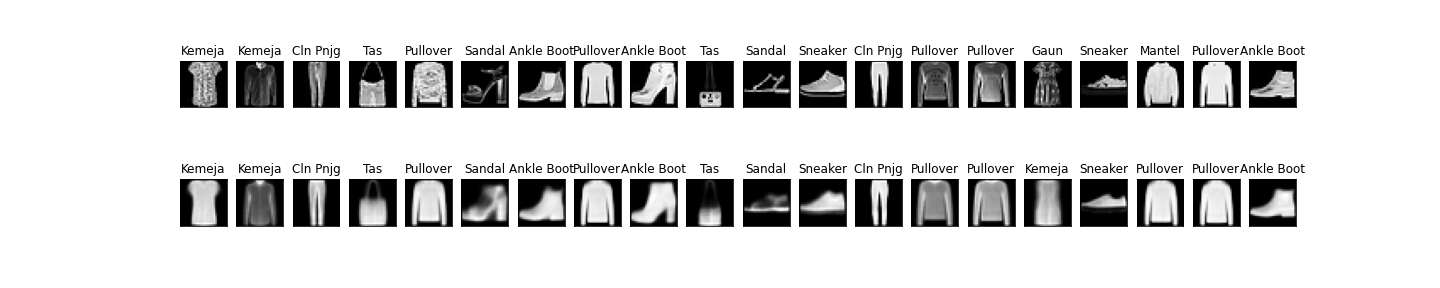 Kemeja Kemeja Cln Pnjg Tas Pullover Sandal Ankle Boot Pullover Ankle Boot Tas Sandal Sneaker Cln Pnjg Pullover Pullover Gaun Sneaker Mantel Pullover Ankle Boot
Kemeja Kemeja Cln Pnjg Tas Pullover Sandal Ankle Boot Pullover Ankle Boot Tas Sandal Sneaker Cln Pnjg Pullover Pullover Kemeja Sneaker Pullover Pullover Ankle Boot